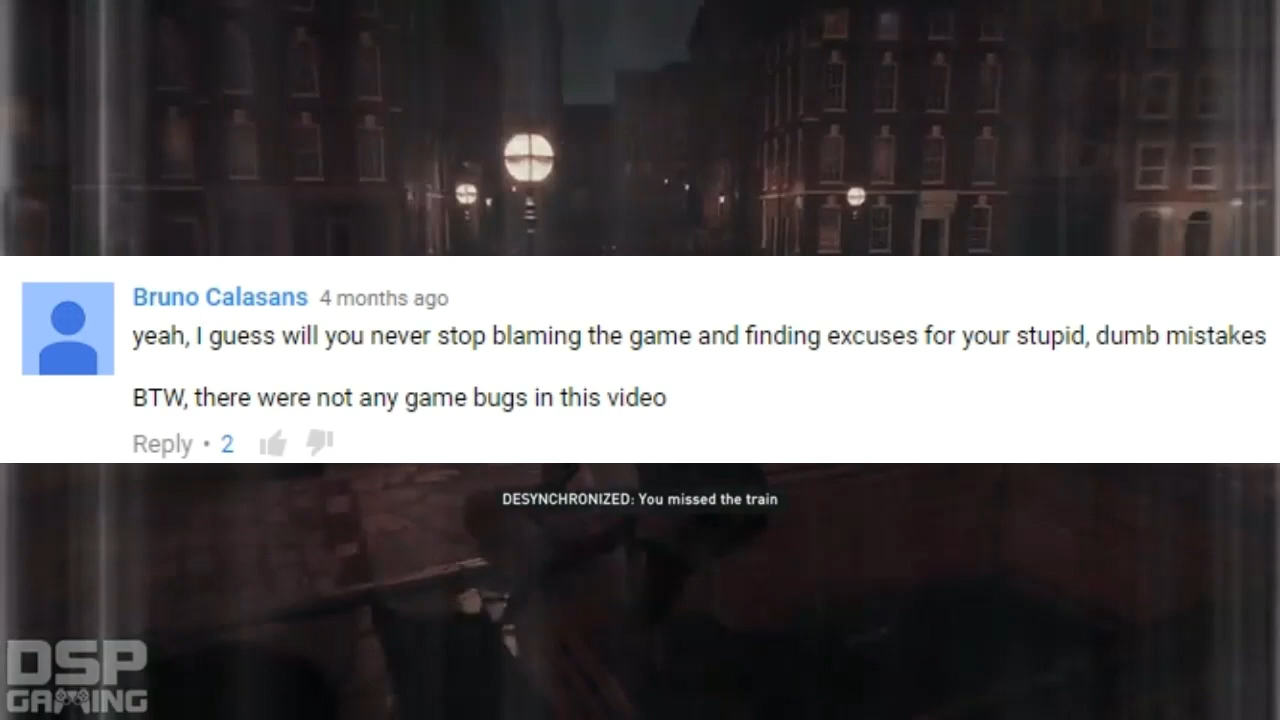 Bruno Calasans 4 months ago
yeah, I guess will you never stop blaming the game and finding excuses for your stupid, dumb mistakes
BTW, there were not any game bugs in this video
Reply • 2
DESYNCHRONIZED: You missed the train
DSP
GAMING